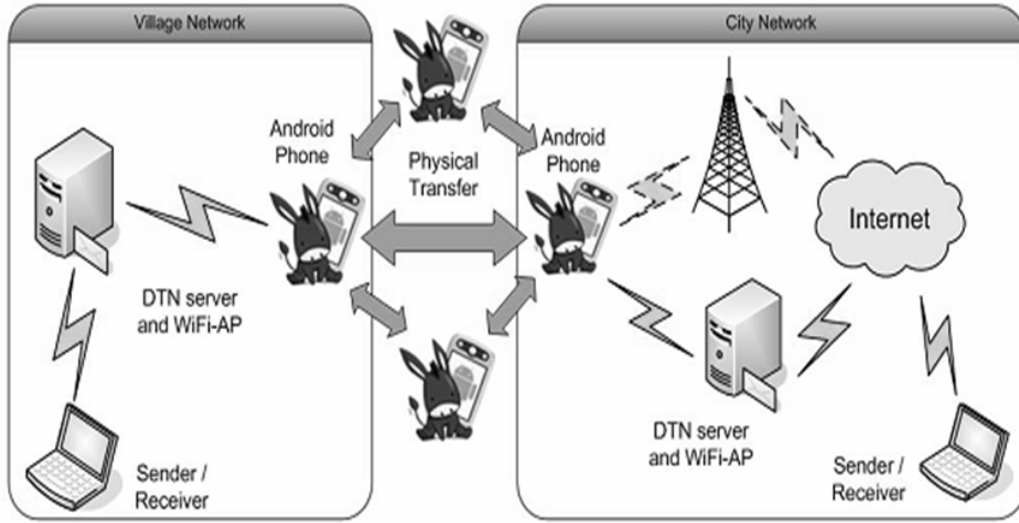 Village Network
City Network
Android
Phone
Physical
Transfer
Android
Phone
Internet
DTN server
and WiFi-AP
DTN server
and WiFi-AP
Sender /
Receiver
Sender /
Receiver